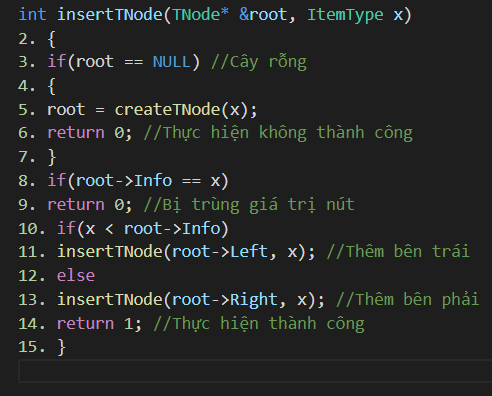 int insertTNode(TNode* &root, ItemType x)
2. {
3. if(root == NULL) //Cây rỗng
4. {
5. root = createTNode(x);
6. return 0; //Thực hiện không thành công
7. }
8. if(root->Info == x)
9. return 0; //Bị trùng giá trị nút
10. if(x < root->Info)
11. insertTNode(root->Left, x); //Thêm bên trái
12. else
13. insertTNode(root->Right, x); //Thêm bên phải
14. return 1; //Thực hiện thành công
15. }